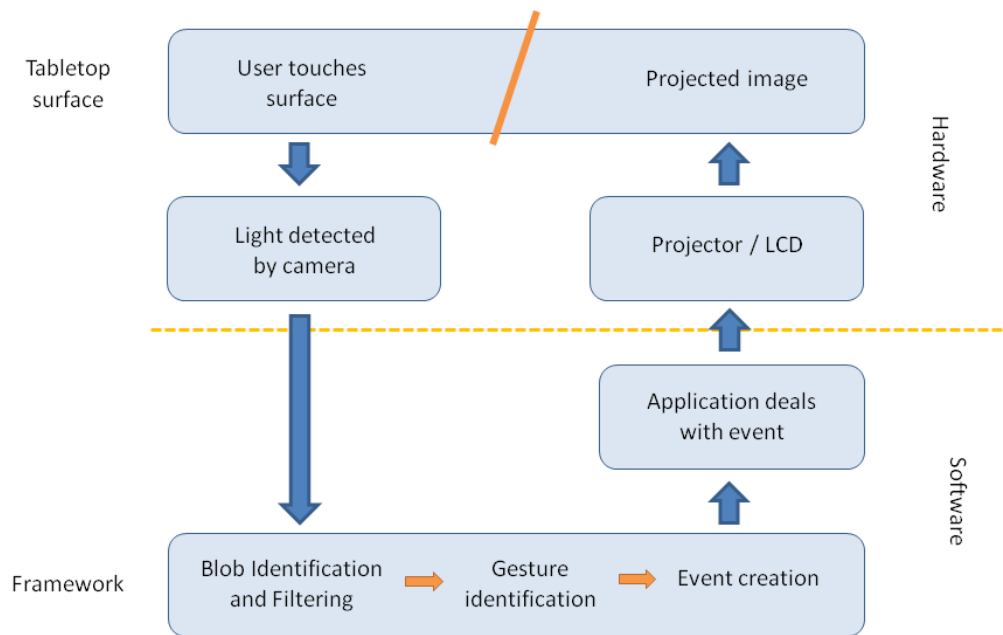 Tabletop
surface
User touches
surface
Projected image
Hardware
Light detected
by camera
Projector / LCD
Application deals
with event
Software
Framework
Blob Identification
and Filtering
Gesture
identification
Event creation